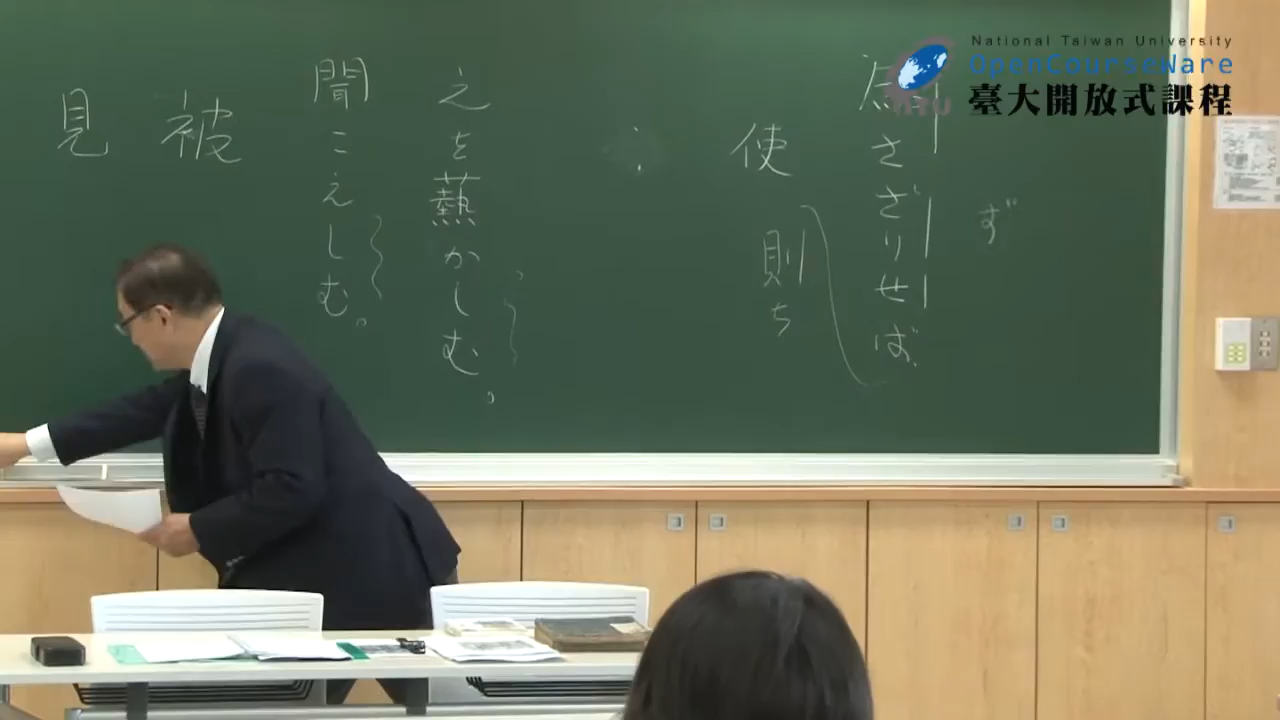 National Taiwan University
OpenCourseWare
臺大開放式課程
ず
さざりせば、
使
則ち
之を爇かしむ。
聞こえしむ。
被
見